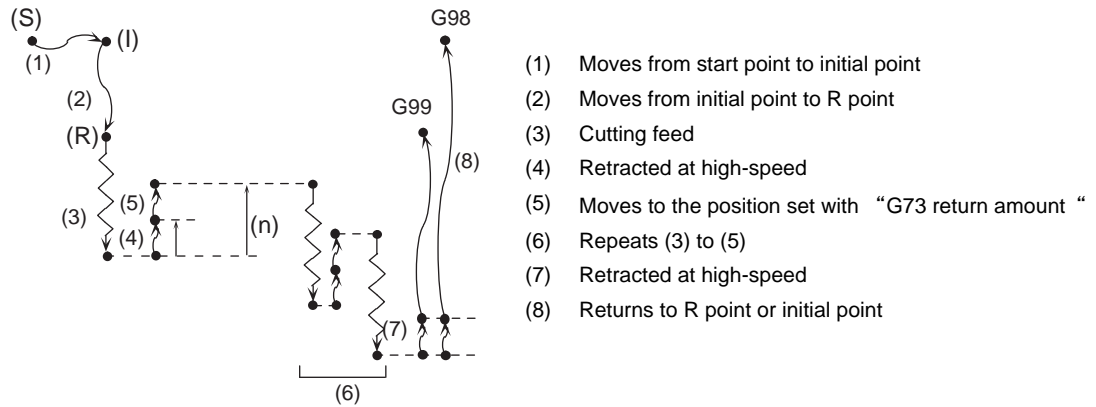 (S)
(I)
(1)
(2)
(R)
(3)
(5)
(4)
(n)
(6)
(7)
G99
G98
(8)
(1) Moves from start point to initial point
(2) Moves from initial point to R point
(3) Cutting feed
(4) Retracted at high-speed
(5) Moves to the position set with “G73 return amount “
(6) Repeats (3) to (5)
(7) Retracted at high-speed
(8) Returns to R point or initial point